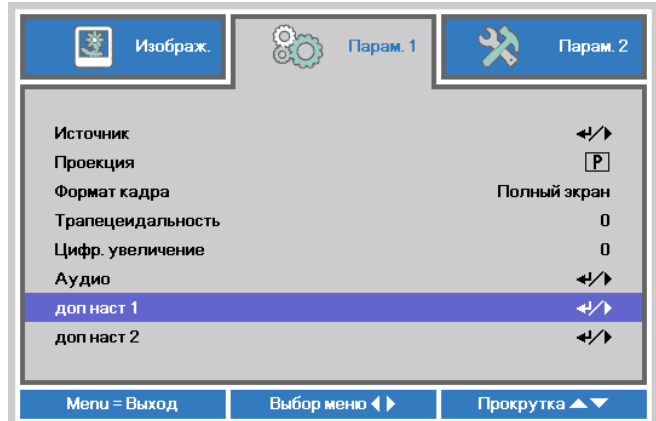 Изображ.
Парам. 1
Парам. 2
Источник
Проекция P
Формат кадра Полный экран
Трапецеидальность 0
Цифр. увеличение 0
Аудио
доп наст 1
доп наст 2
Menu = Выход Выбор меню Прокрутка